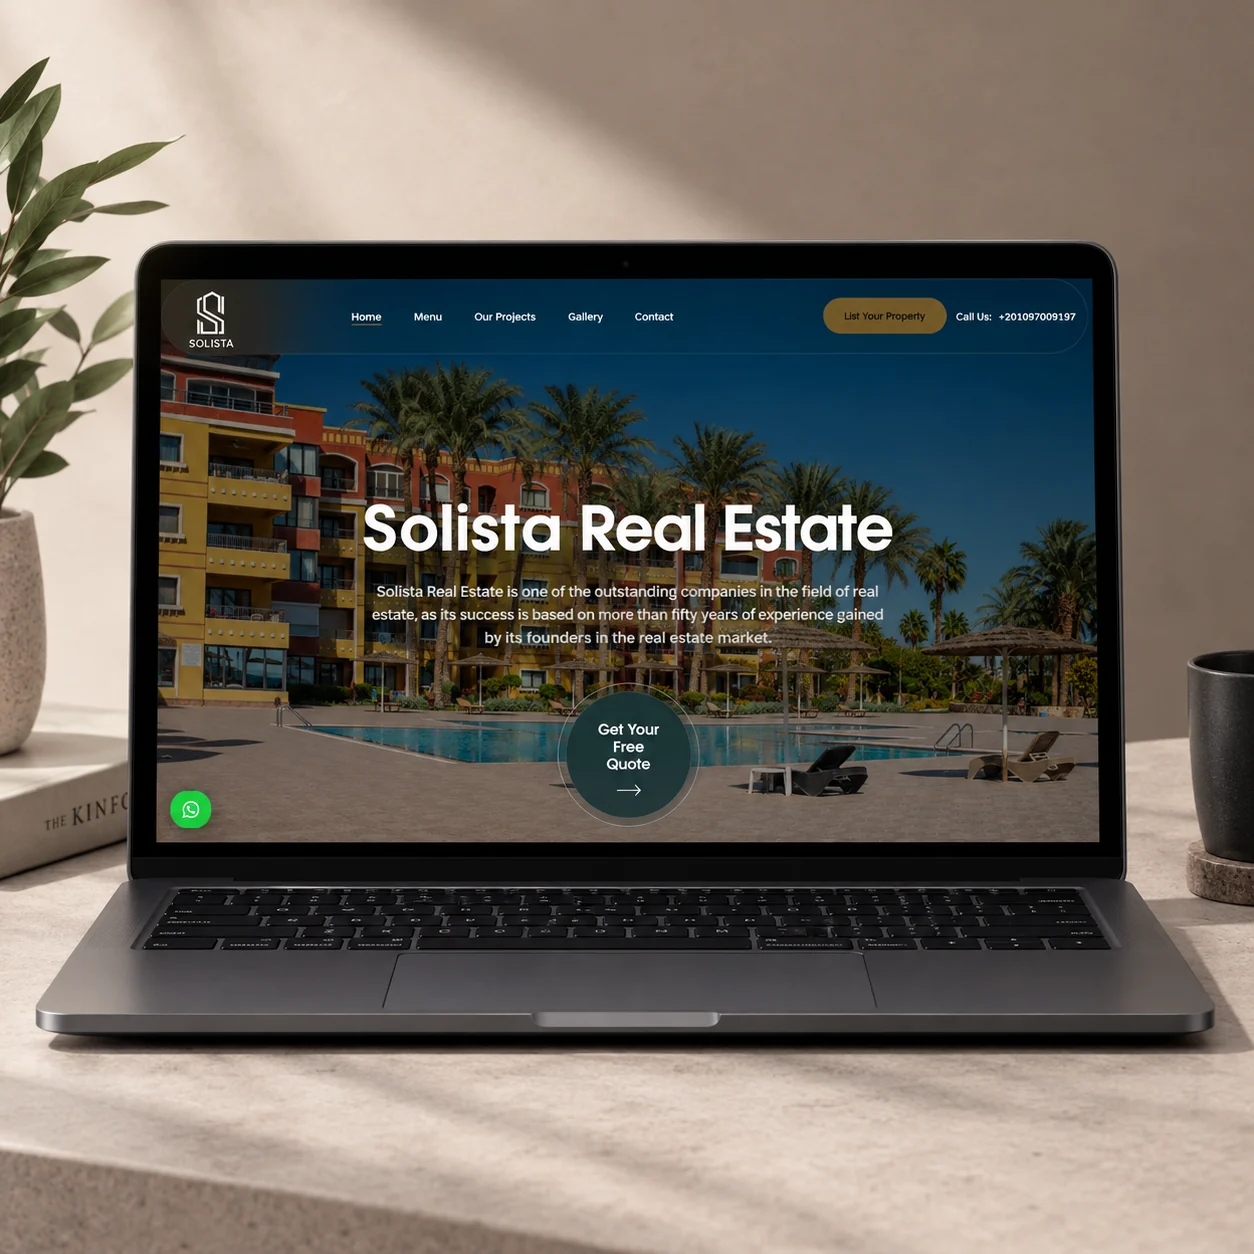 SOLISTA
Home
Menu
Our Projects
Gallery
Contact
List Your Property
Call Us: +201097009197
Solista Real Estate
Solista Real Estate is one of the outstanding companies in the field of real
estate, as its success is based on more than fifty years of experience gained
by its founders in the real estate market.
Get Your
Free
Quote
THE KINFO